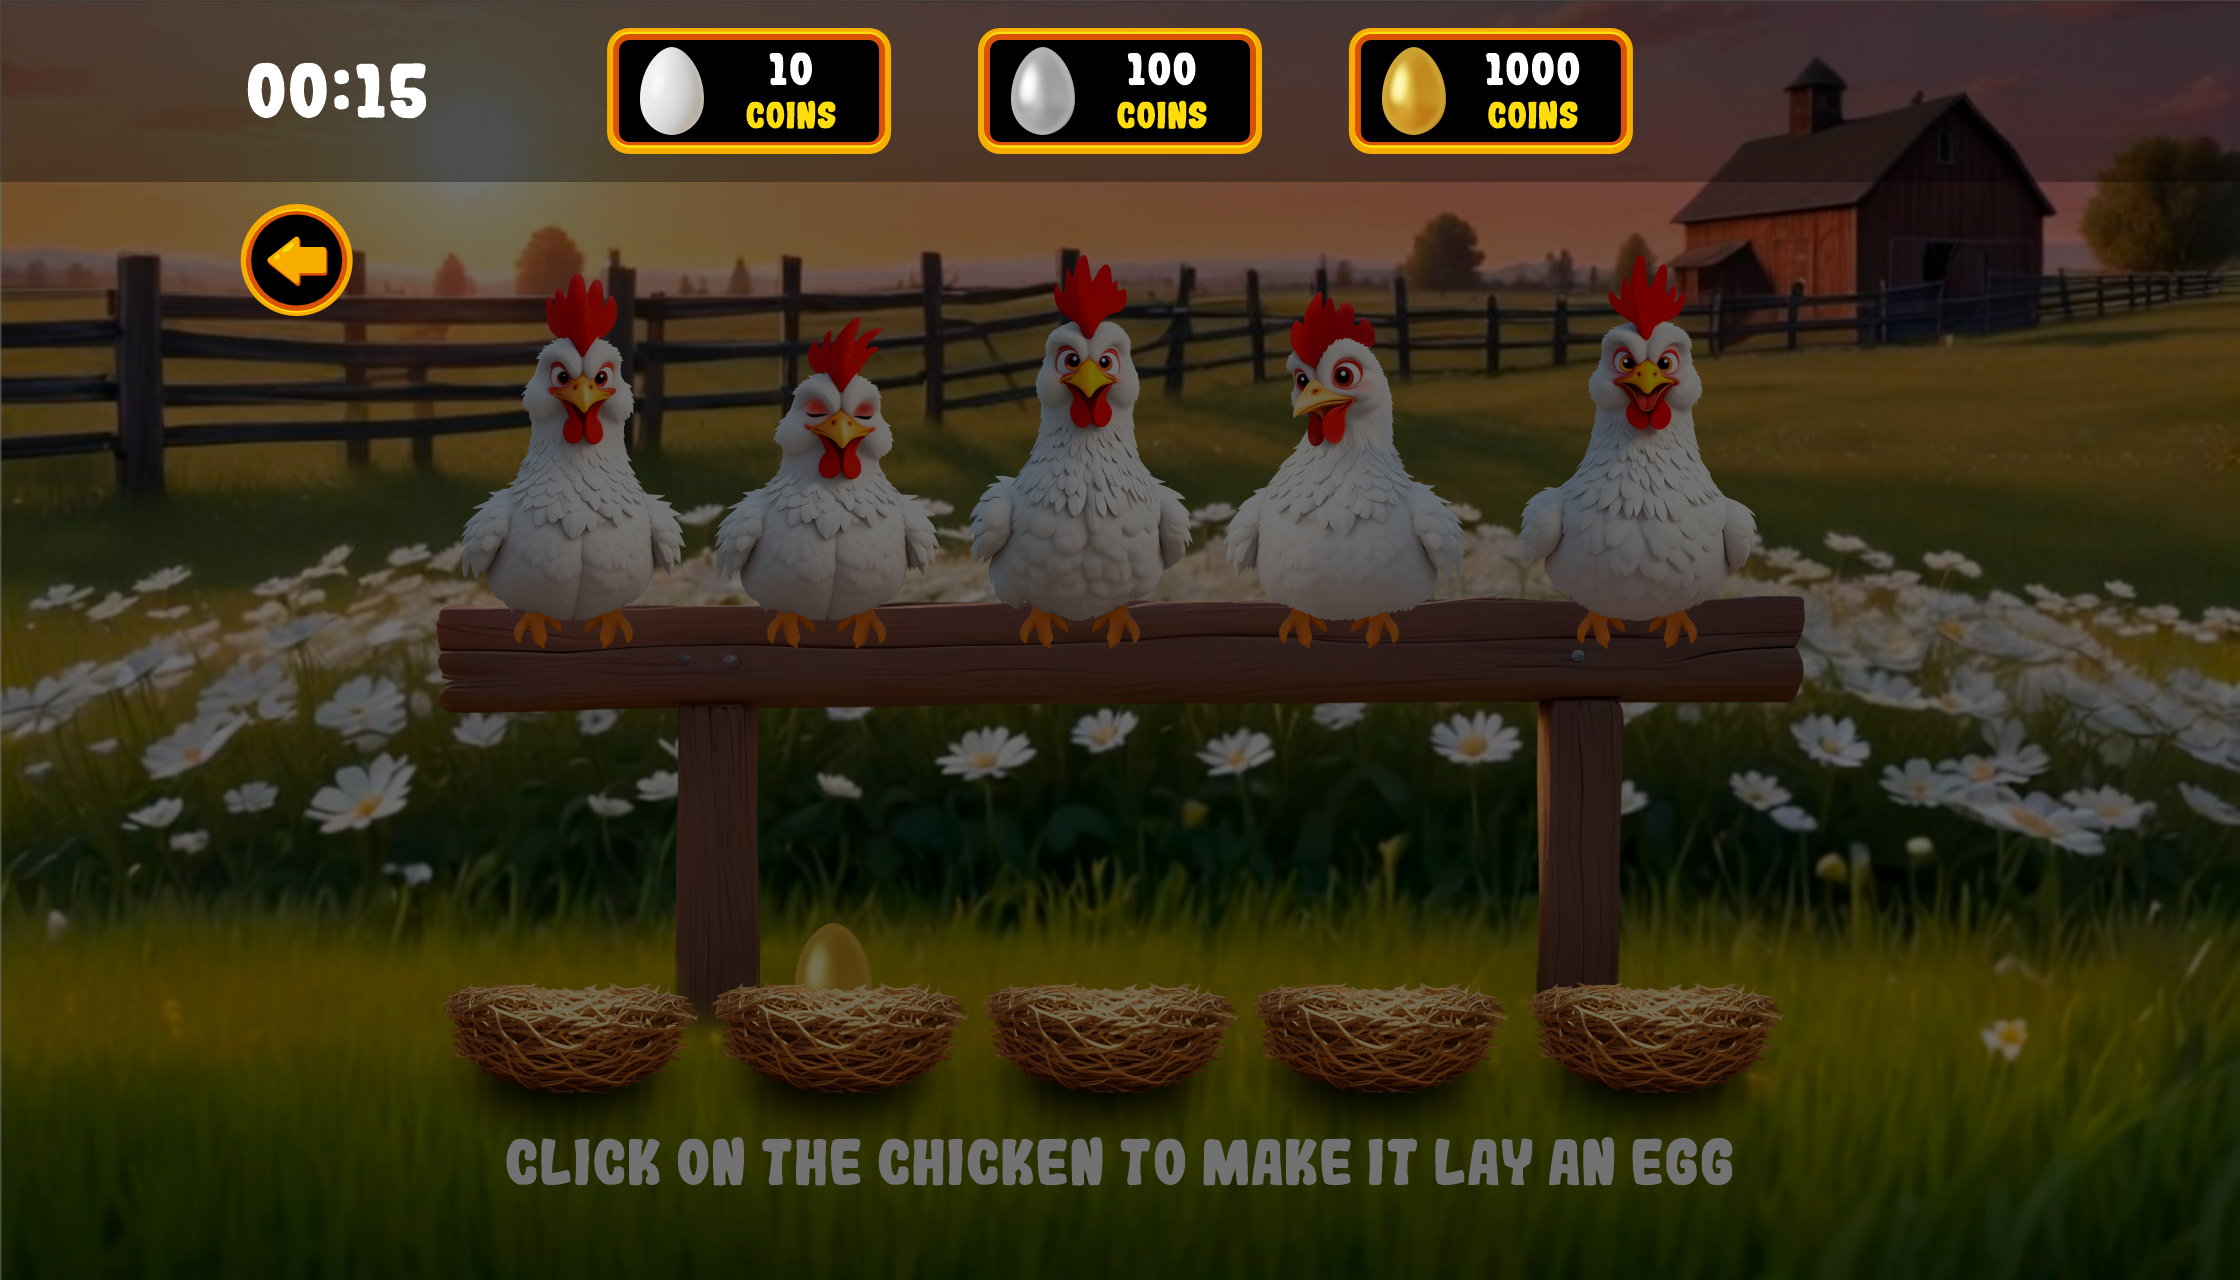 00:15
10
COINS
100
COINS
1000
COINS
CLICK ON THE CHICKEN TO MAKE IT LAY AN EGG